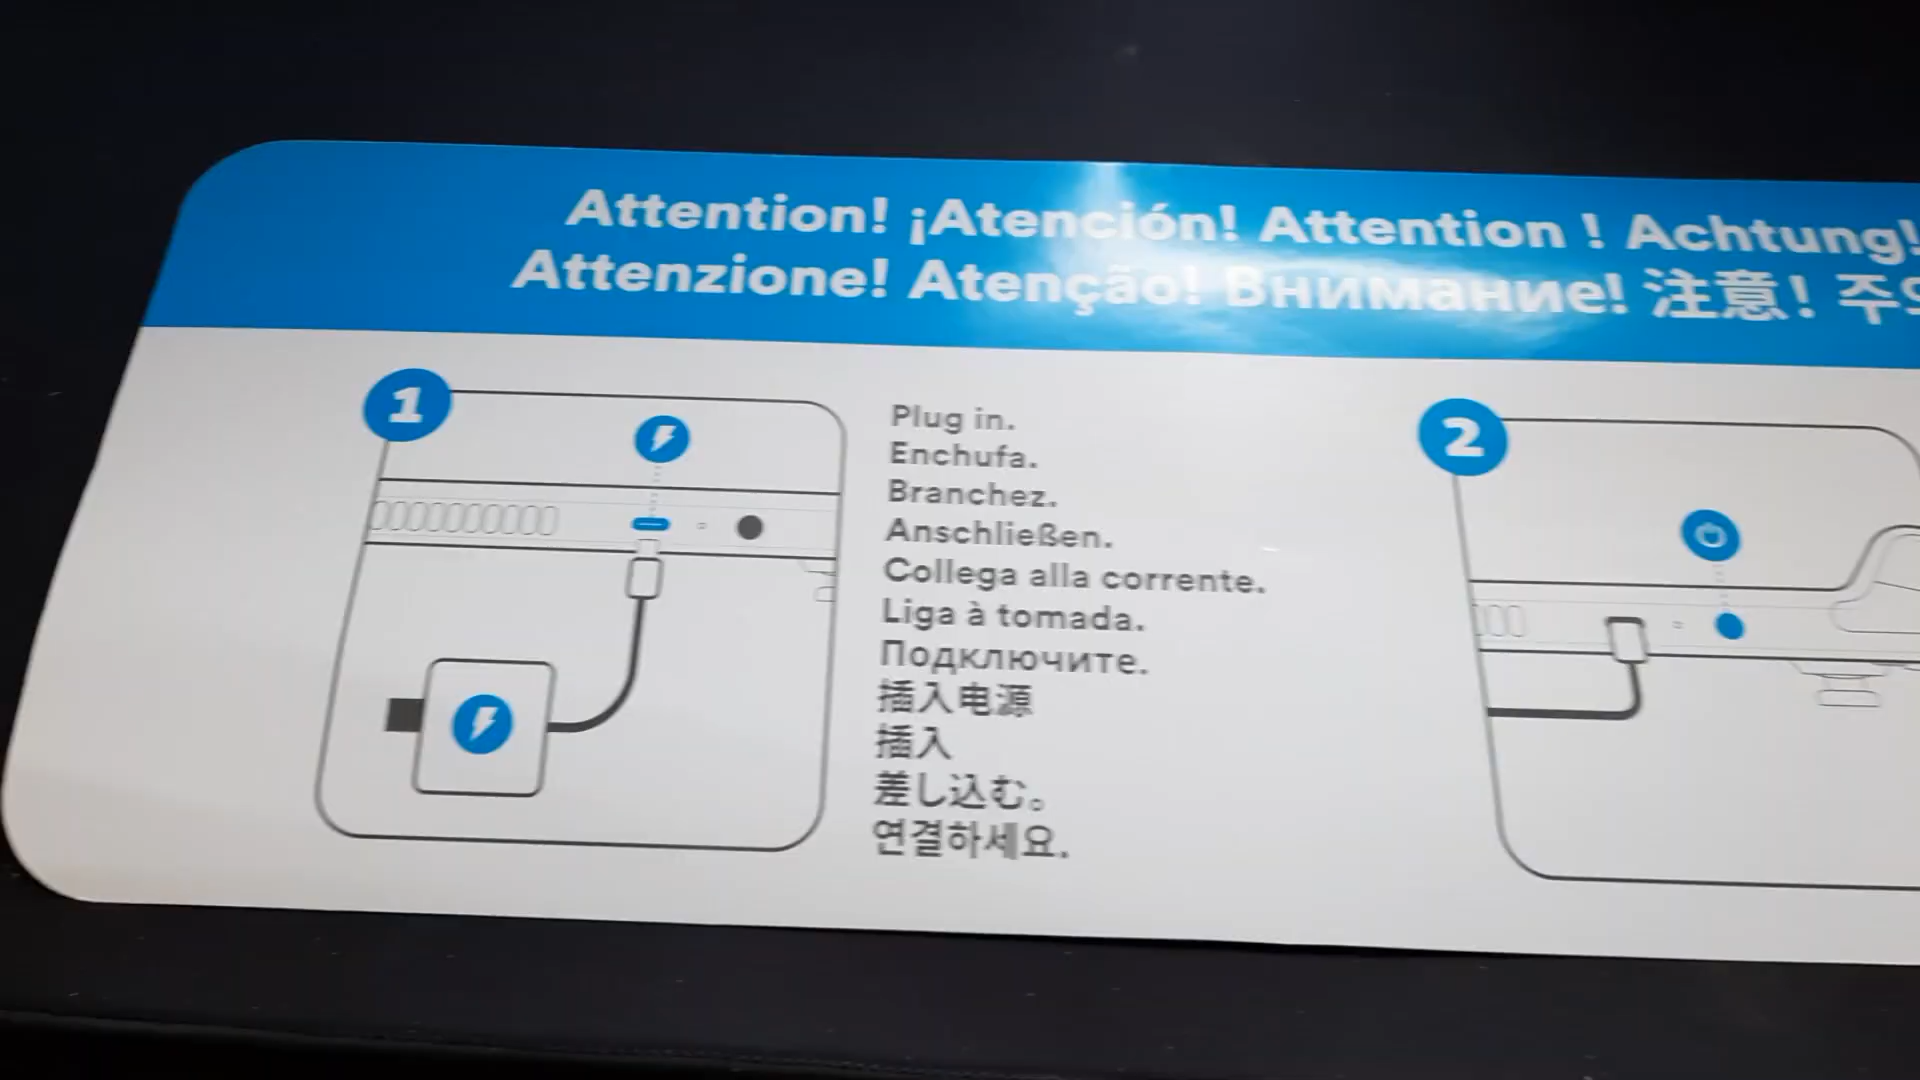 Attention! ¡Atención! Attention ! Achtung!
Attenzione! Atenção! Внимание! 注意! 주
1
Plug in.
Enchufa.
Branchez.
Anschließen.
Collega alla corrente.
Liga à tomada.
Подключите.
插入电源
插入
差し込む。
연결하세요.
2